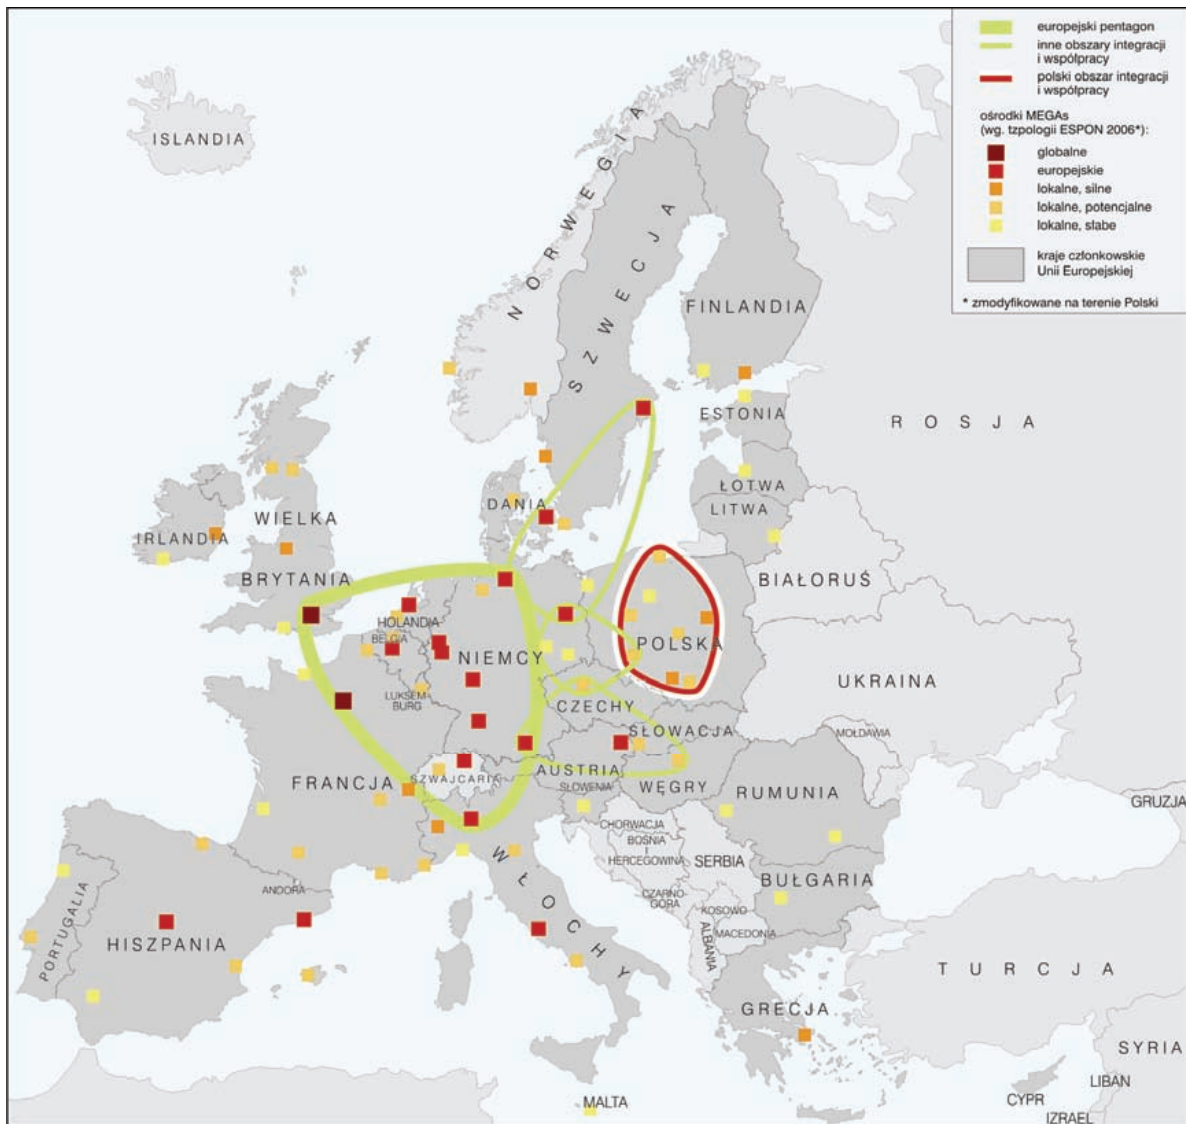 europejski pentagon
inne obszary integracji
i współpracy
polski obszar integracji
i współpracy
ośrodki MEGAs
(wg. tzpologii ESPON 2006*):
globalne
europejskie
lokalne, silne
lokalne, potencjalne
lokalne, słabe
kraje członkowskie
Unii Europejskiej
* zmodyfikowane na terenie Polski
ISLANDIA
NORWEGIA
SZWECJA
FINLANDIA
ROSJA
ESTONIA
ŁOTWA
LITWA
DANIA
IRLANDIA
WIELKA
BRYTANIA
BIAŁORUŚ
HOLANDIA
BELGIA
NIEMCY
POLSKA
LUKSEM-
BURG
CZECHY
UKRAINA
SŁOWACJA
MOŁDAWIA
FRANCJA
SZWAJCARIA
AUSTRIA
SŁOWENIA
WĘGRY
RUMUNIA
GRUZJA
CHORWACJA
BOŚNIA
I
HERCEGOWINA
SERBIA
WŁOCHY
ANDORA
CZARNO-
GÓRA
KOSOWO
BUŁGARIA
MACEDONIA
ALBANIA
PORTUGALIA
HISZPANIA
TURCJA
GRECJA
SYRIA
MALTA
CYPR
LIBAN
IZRAEL